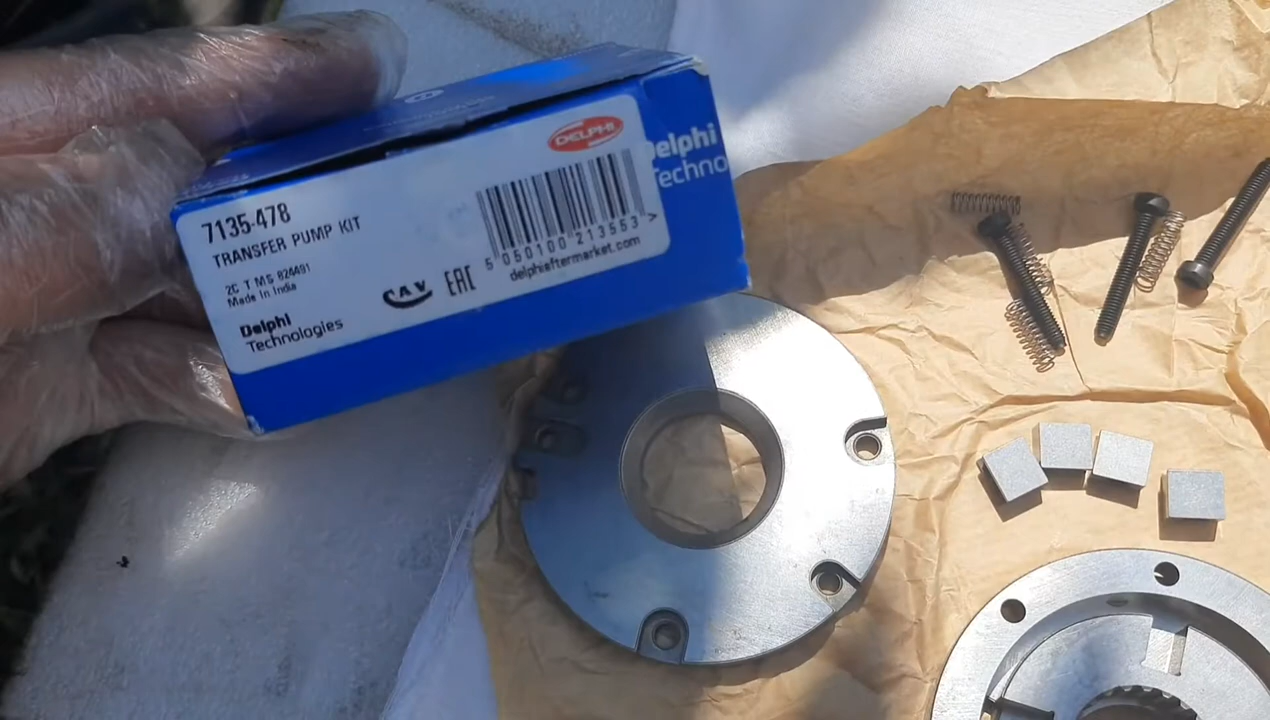 DELPHI
Delphi
Techno
7135-478
TRANSFER PUMP KIT
2C T MS 824491
Made In India
CAV EAC
5 050100 213553 >
delphiaftermarket.com
Delphi
Technologies